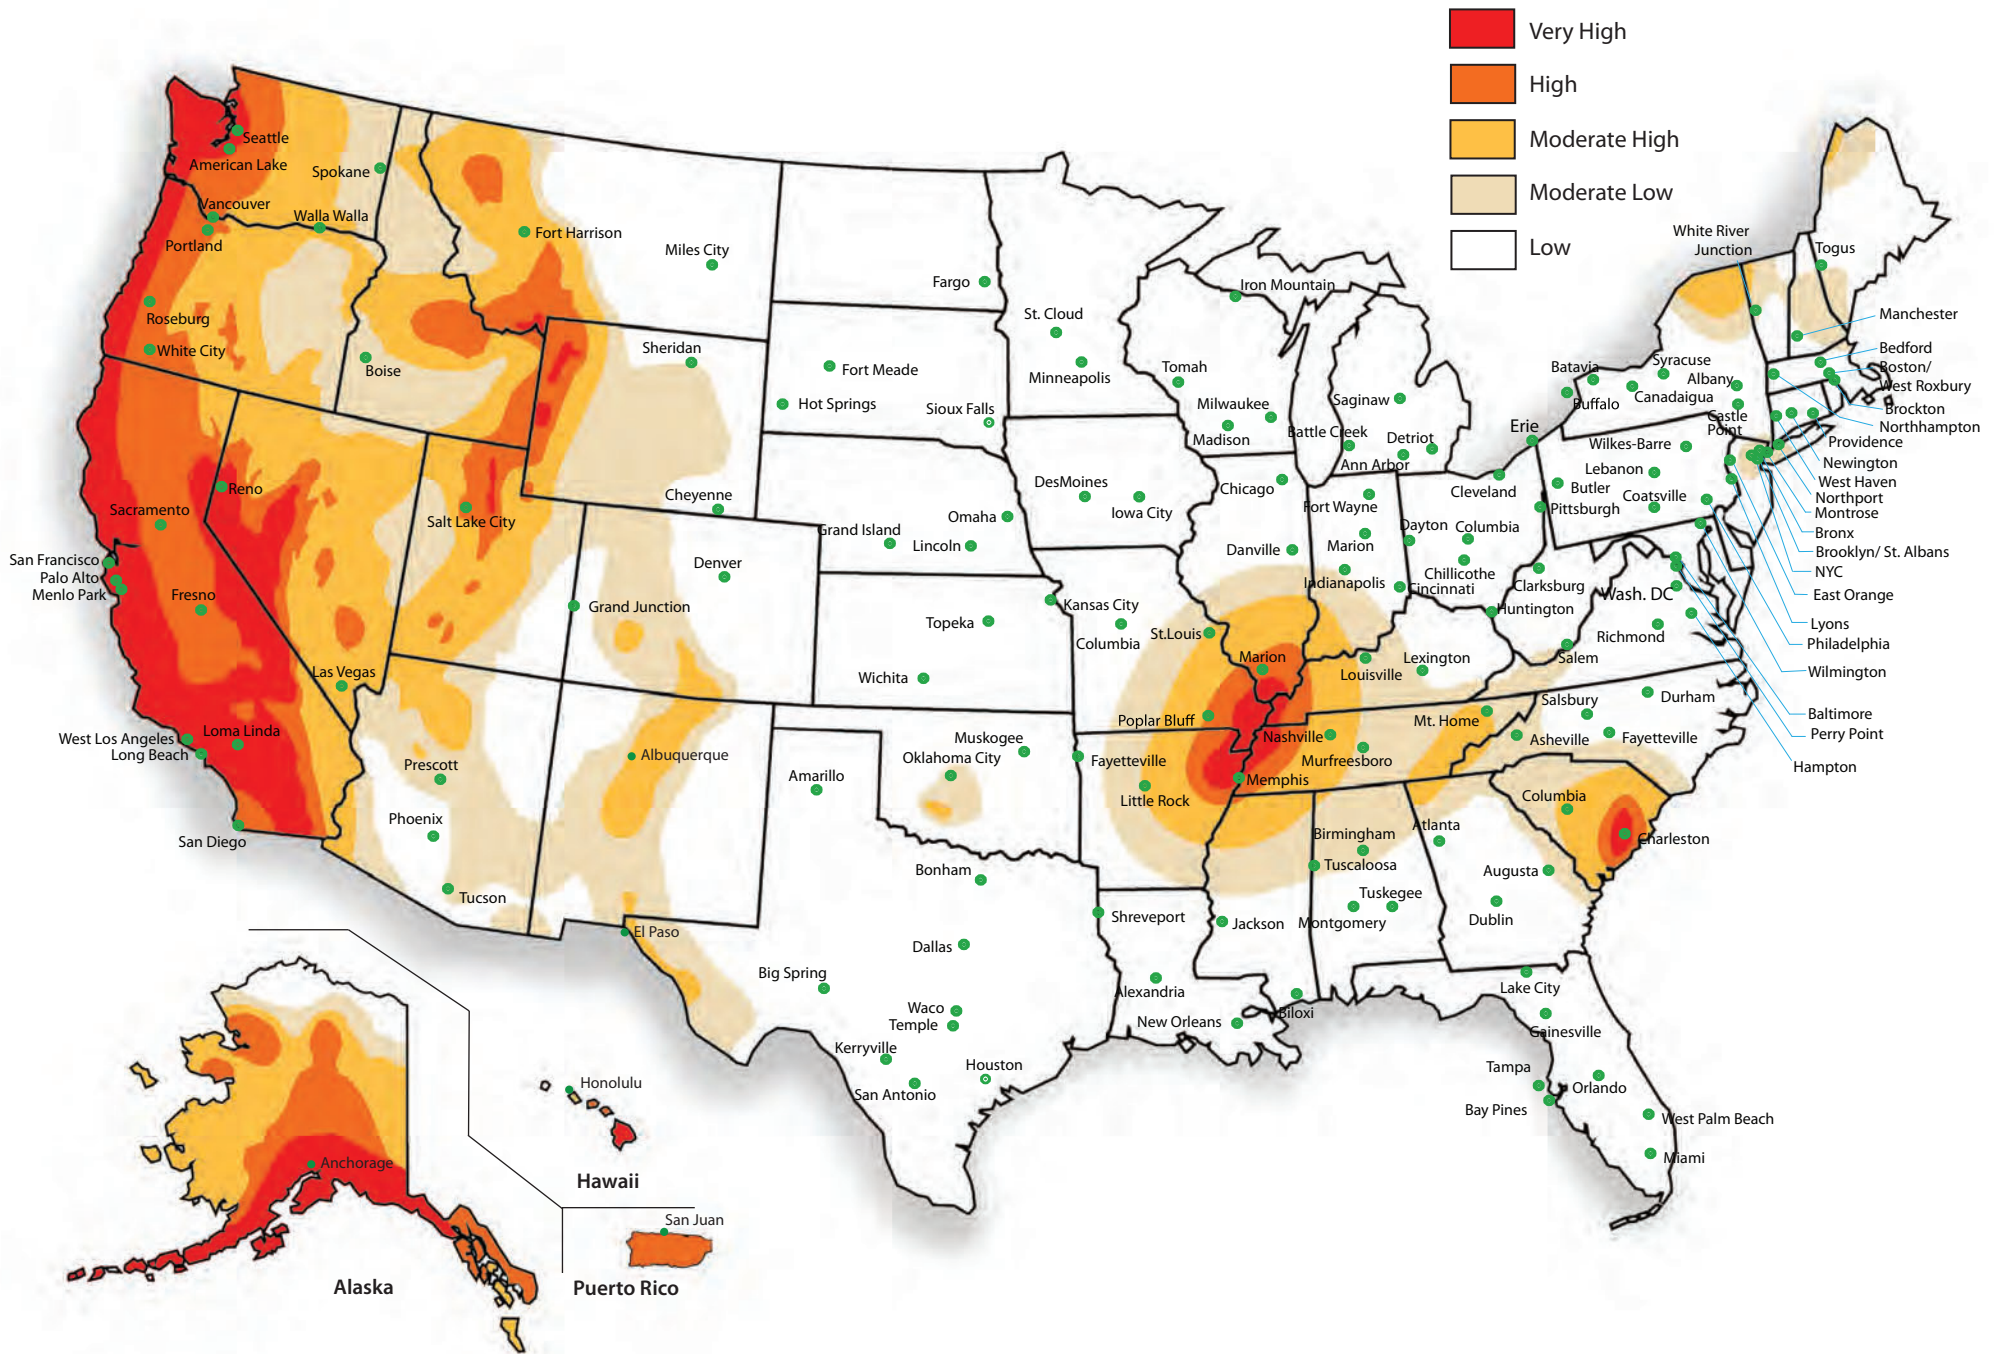 Very High
High
Moderate High
Moderate Low
Low
Seattle
American Lake
Spokane
Vancouver
Walla Walla
Portland
Fort Harrison
Miles City
Fargo
Roseburg
White City
Boise
Sheridan
Fort Meade
Hot Springs
Sioux Falls
St. Cloud
Minneapolis
Iron Mountain
Tomah
Milwaukee
Madison
Saginaw
Battle Creek
Detriot
Ann Arbor
White River
Junction
Togus
Manchester
Bedford
Boston/
West Roxbury
Brockton
Northhampton
Providence
Newington
West Haven
Northport
Montrose
Bronx
Brooklyn/ St. Albans
NYC
East Orange
Lyons
Philadelphia
Wilmington
Baltimore
Perry Point
Hampton
Batavia
Syracuse
Albany
Buffalo
Canadaigua
Castle
Point
Erie
Wilkes-Barre
Lebanon
Butler
Coatsville
Pittsburgh
Cleveland
Reno
Sacramento
San Francisco
Palo Alto
Menlo Park
Fresno
Salt Lake City
Cheyenne
Denver
Grand Junction
Grand Island
Omaha
Lincoln
DesMoines
Iowa City
Chicago
Danville
Fort Wayne
Marion
Indianapolis
Dayton
Columbia
Chillicothe
Cincinnati
Clarksburg
Huntington
Wash. DC
Richmond
Salem
Las Vegas
Topeka
Wichita
Kansas City
Columbia
St.Louis
Marion
Louisville
Lexington
West Los Angeles
Long Beach
Loma Linda
San Diego
Prescott
Phoenix
Tucson
Albuquerque
El Paso
Amarillo
Muskogee
Oklahoma City
Fayetteville
Little Rock
Poplar Bluff
Nashville
Murfreesboro
Memphis
Mt. Home
Salsbury
Durham
Asheville
Fayetteville
Columbia
Charleston
Birmingham
Tuscaloosa
Atlanta
Augusta
Dublin
Tuskegee
Montgomery
Bonham
Dallas
Big Spring
Waco
Temple
Kerryville
San Antonio
Houston
Shreveport
Jackson
Alexandria
New Orleans
Biloxi
Lake City
Gainesville
Tampa
Orlando
Bay Pines
West Palm Beach
Miami
Anchorage
Alaska
Honolulu
Hawaii
San Juan
Puerto Rico